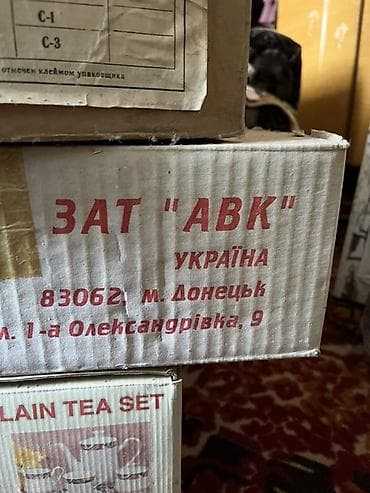 С-1
С-3
отмечен клеймом упаковщика
ЗАТ "АВК"
УКРАЇНА
83062, м. Донецьк
л. 1-а Олександрівка, 9
LAIN TEA SET